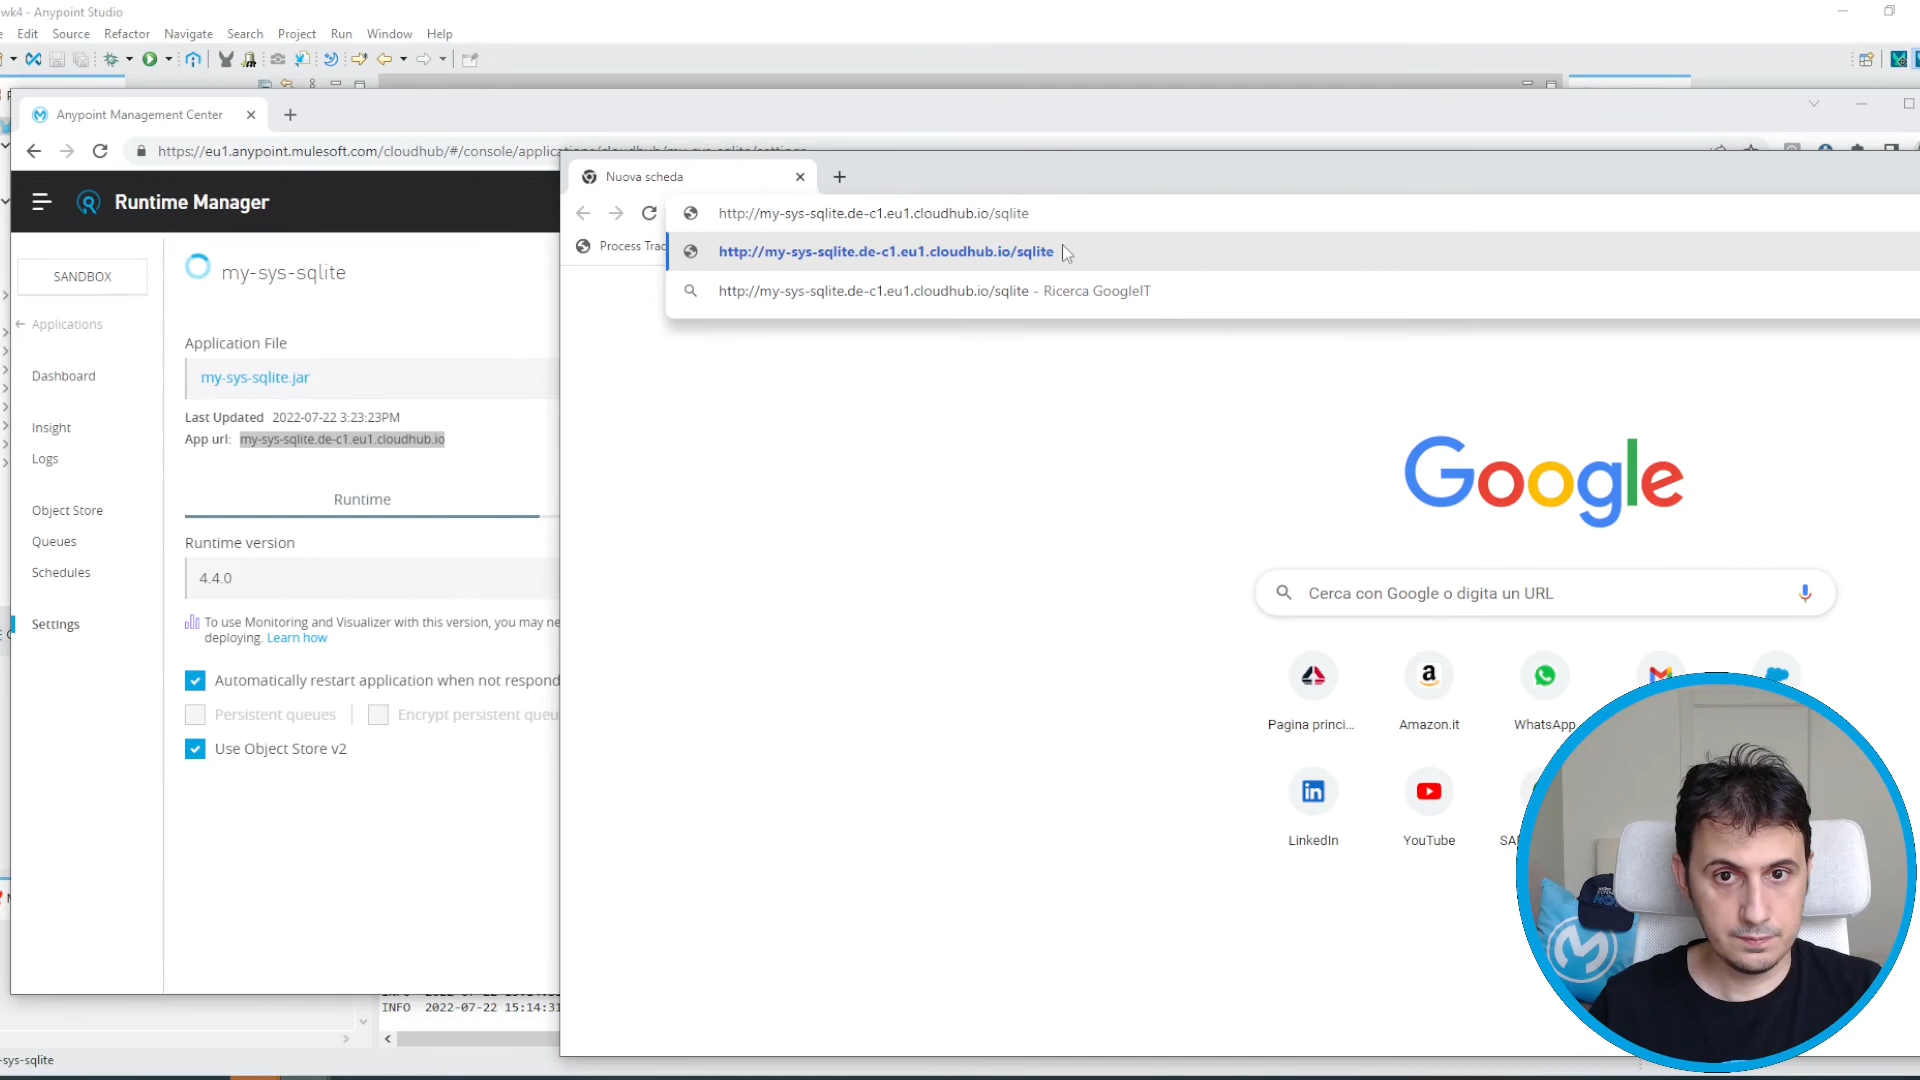 wk4 - Anypoint Studio
Edit Source Refactor Navigate Search Project Run Window Help
Anypoint Management Center
https://eu1.anypoint.mulesoft.com/cloudhub/#/console/applications/cloudhub/my-sys-sqlite/settings
Nuova scheda
Runtime Manager
http://my-sys-sqlite.de-c1.eu1.cloudhub.io/sqlite
Process Trac
http://my-sys-sqlite.de-c1.eu1.cloudhub.io/sqlite
http://my-sys-sqlite.de-c1.eu1.cloudhub.io/sqlite - Ricerca GoogleIT
SANDBOX
Applications
Dashboard
Insight
Logs
Object Store
Queues
Schedules
Settings
my-sys-sqlite
Application File
my-sys-sqlite.jar
Last Updated 2022-07-22 3:23:23PM
App url: my-sys-sqlite.de-c1.eu1.cloudhub.io
Runtime
Runtime version
4.4.0
To use Monitoring and Visualizer with this version, you may ne
deploying. Learn how
Automatically restart application when not respond
Persistent queues
Encrypt persistent queu
Use Object Store v2
Google
Cerca con Google o digita un URL
Pagina princi...
Amazon.it
WhatsApp
LinkedIn
YouTube
INFO 2022-07-22 15:14:31
-sys-sqlite